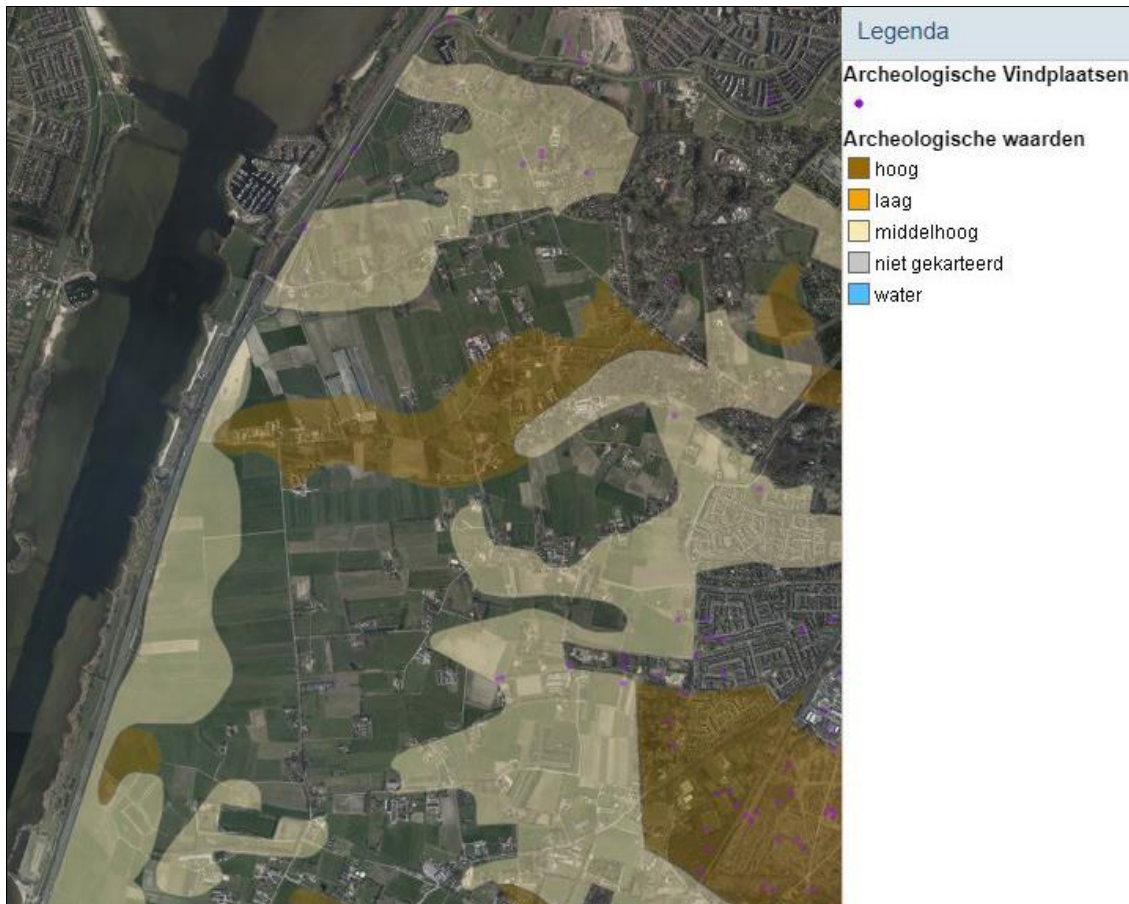 Legenda
Archeologische Vindplaatsen
Archeologische waarden
hoog
laag
middelhoog
niet gekarteerd
water